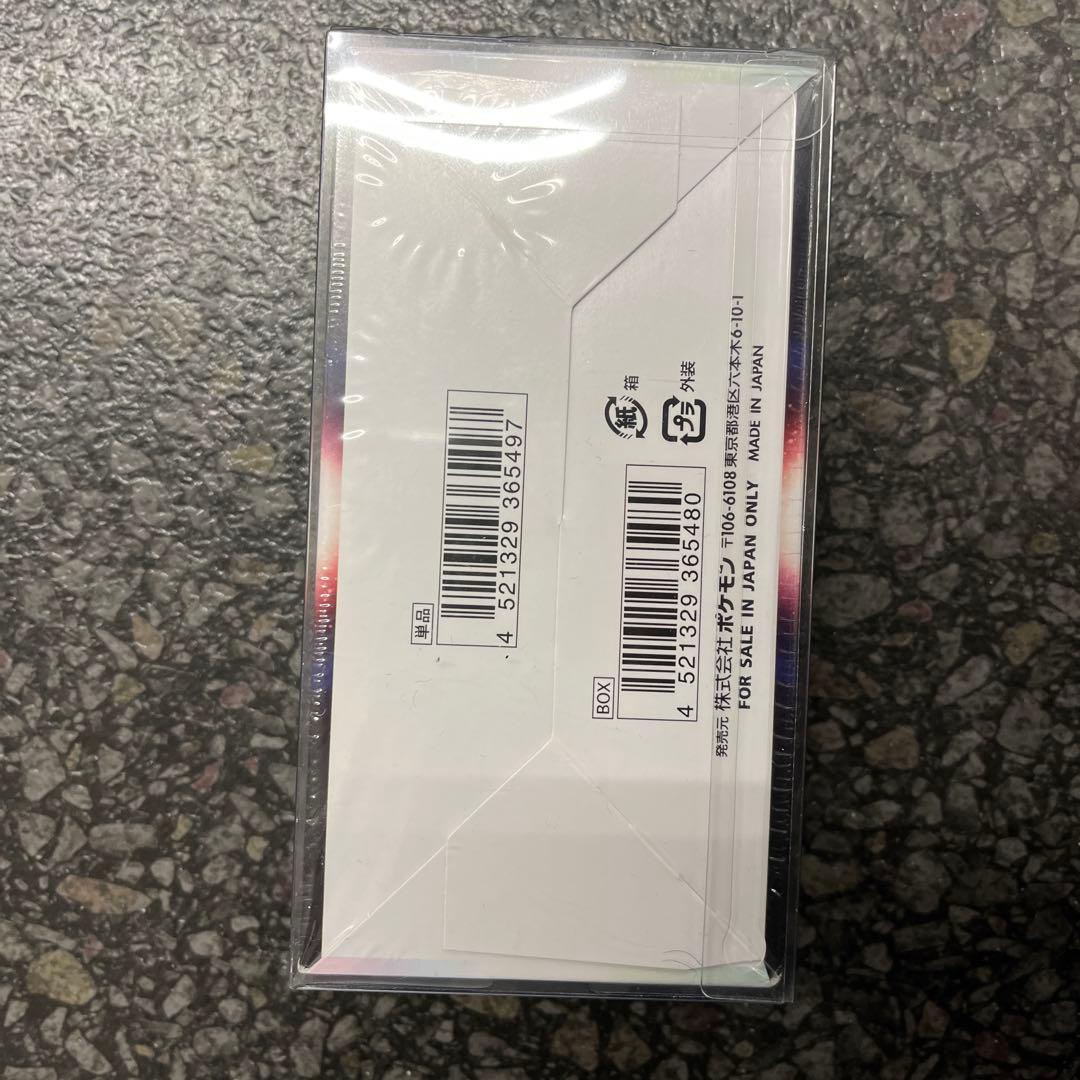 単品
4 521329 365497
BOX
4 521329 365480
紙 箱
プラ 外装
発売元 株式会社ポケモン 〒106-6108 東京都港区六本木6-10-1
FOR SALE IN JAPAN ONLY MADE IN JAPAN